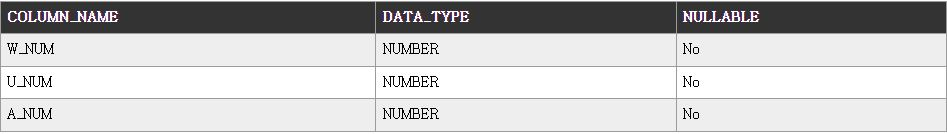 COLUMN_NAME DATA_TYPE NULLABLE
W_NUM NUMBER No
U_NUM NUMBER No
A_NUM NUMBER No